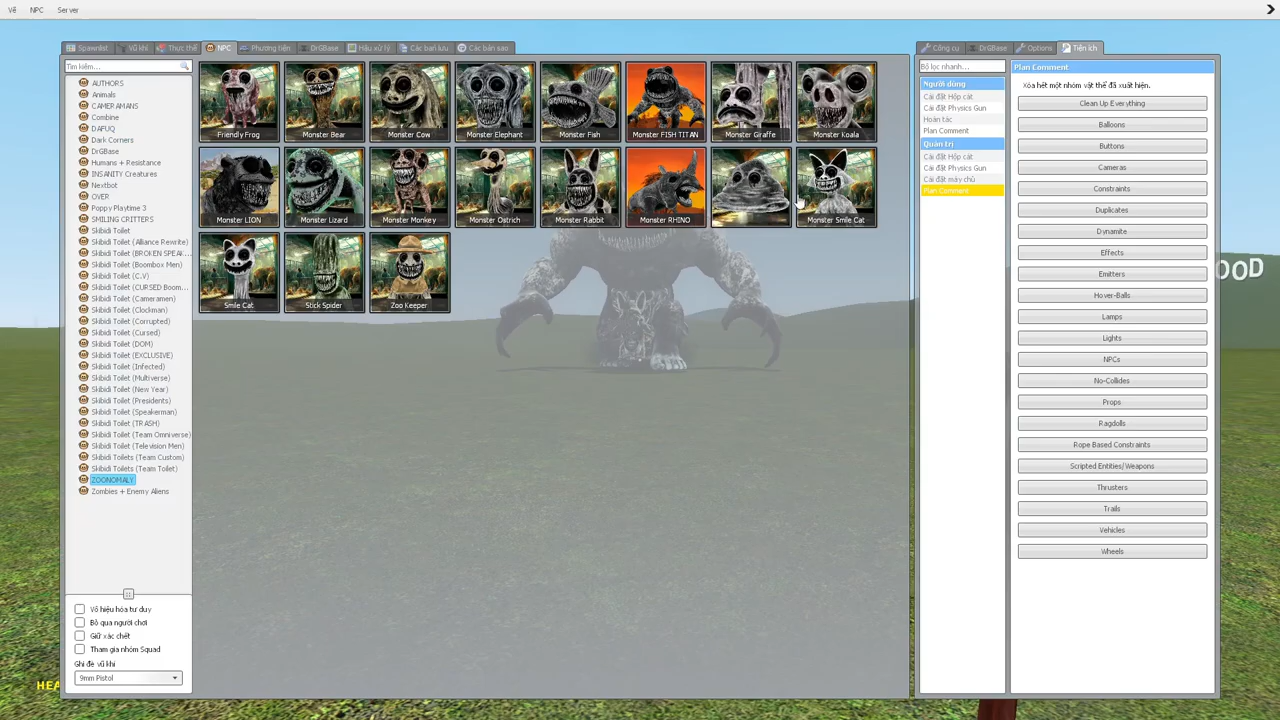 Vẽ NPC Server
Spawnlist Vũ khí Thực thể NPC Phương tiện DrGBase Hậu xử lý Các bạn lưu Các bản sao
Công cụ DrGBase Options Tiện ích
Tìm kiếm...
AUTHORS
Animals
CAMERAMANS
Combine
DAFUQ
Dark Corners
DrGBase
Humans + Resistance
INSANITY Creatures
Nextbot
OVER
Poppy Playtime 3
SMILING CRITTERS
Skibidi Toilet
Skibidi Toilet (Alliance Rewrite)
Skibidi Toilet (BROKEN SPEAK...
Skibidi Toilet (Boombox Men)
Skibidi Toilet (C.V)
Skibidi Toilet (CURSED Boom...
Skibidi Toilet (Cameramen)
Skibidi Toilet (Clockman)
Skibidi Toilet (Corrupted)
Skibidi Toilet (Cursed)
Skibidi Toilet (DOM)
Skibidi Toilet (EXCLUSIVE)
Skibidi Toilet (Infected)
Skibidi Toilet (Multiverse)
Skibidi Toilet (New Year)
Skibidi Toilet (Presidents)
Skibidi Toilet (Speakerman)
Skibidi Toilet (TRASH)
Skibidi Toilet (Team Omniverse)
Skibidi Toilet (Television Men)
Skibidi Toilets (Team Custom)
Skibidi Toilets (Team Toilet)
ZOONOMALY
Zombies + Enemy Aliens
Vô hiệu hóa tư duy
Bỏ qua người chơi
Giữ xác chết
Tham gia nhóm Squad
Ghi đè vũ khí
9mm Pistol
Friendly Frog Monster Bear Monster Cow Monster Elephant Monster Fish Monster FISH TITAN Monster Giraffe Monster Koala
Monster LION Monster Lizard Monster Monkey Monster Ostrich Monster Rabbit Monster RHINO Monster Smile Cat
Smile Cat Stick Spider Zoo Keeper
Bộ lọc nhanh...
Người dùng
Cài đặt Hộp cát
Cài đặt Physics Gun
Hoàn tác
Plan Comment
Quản trị
Cài đặt Hộp cát
Cài đặt Physics Gun
Cài đặt máy chủ
Plan Comment
Plan Comment
Xóa hết một nhóm vật thể đã xuất hiện.
Clean Up Everything
Balloons
Buttons
Cameras
Constraints
Duplicates
Dynamite
Effects
Emitters
Hover-Balls
Lamps
Lights
NPCs
No-Collides
Props
Ragdolls
Rope Based Constraints
Scripted Entities/Weapons
Thrusters
Trails
Vehicles
Wheels
OOD
HEA